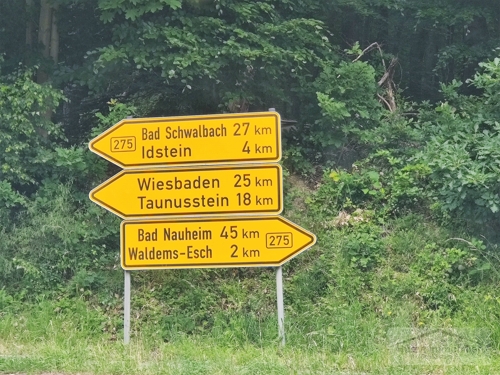 Bad Schwalbach 27 km
275
Idstein 4 km
Wiesbaden 25 km
Taunusstein 18 km
Bad Nauheim 45 km
275
Waldems-Esch 2 km